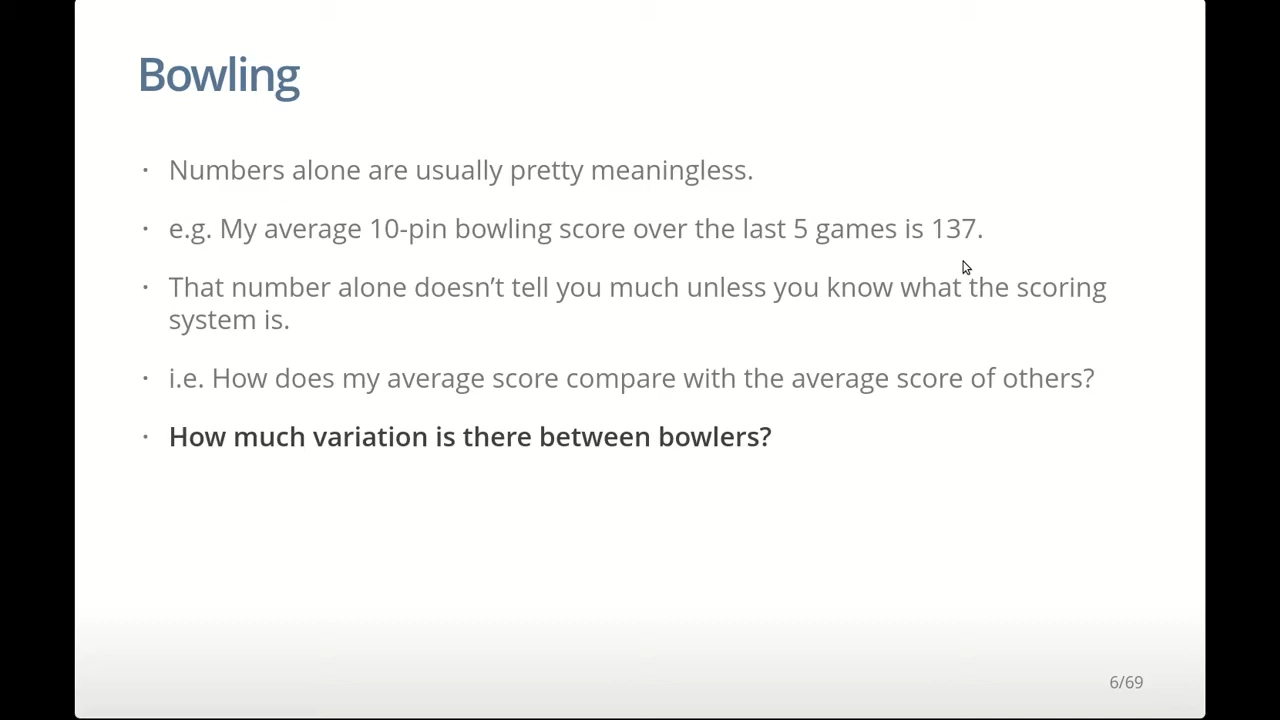 Bowling
· Numbers alone are usually pretty meaningless.
· e.g. My average 10-pin bowling score over the last 5 games is 137.
· That number alone doesn’t tell you much unless you know what the scoring
system is.
· i.e. How does my average score compare with the average score of others?
· How much variation is there between bowlers?
6/69